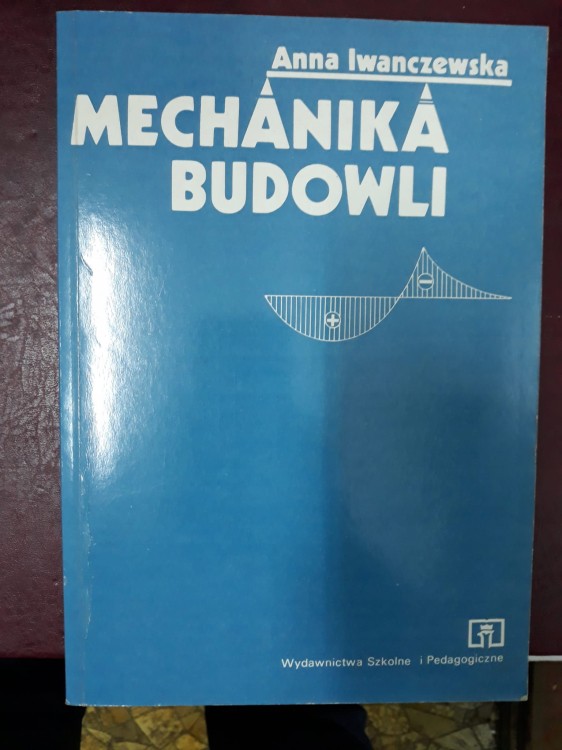 Anna Iwanczewska
MECHANIKA
BUDOWLI
−
+
Wydawnictwa Szkolne i Pedagogiczne